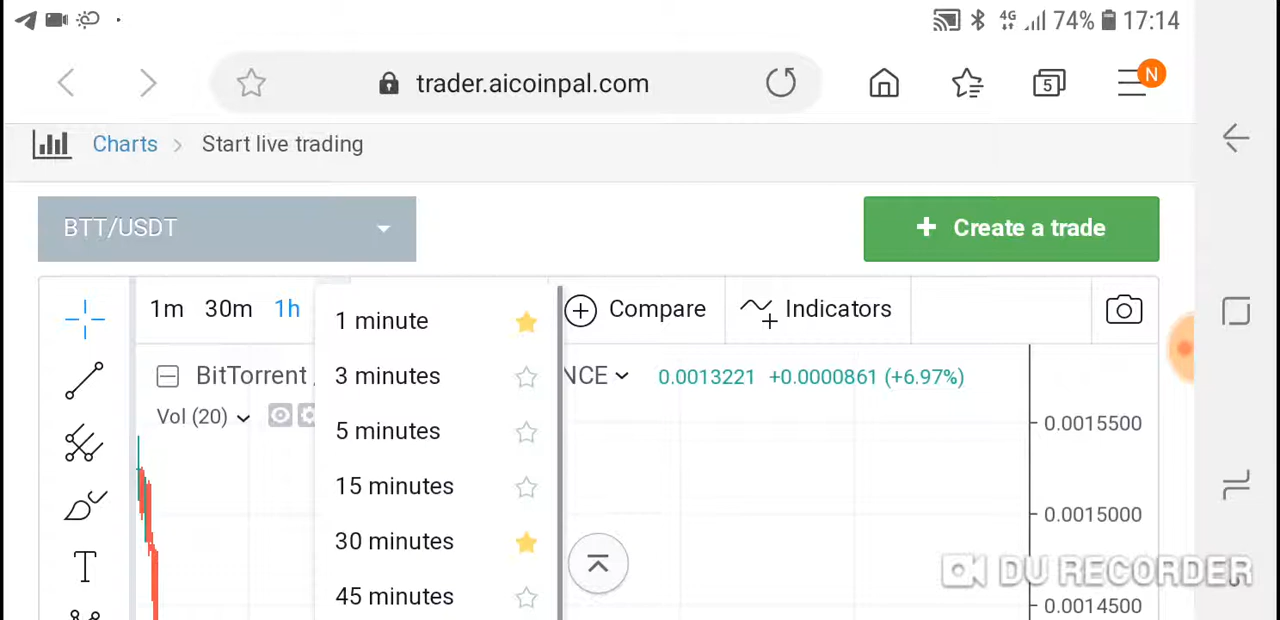 4G 74% 17:14
trader.aicoinpal.com
5
N
Charts > Start live trading
BTT/USDT
+ Create a trade
1m 30m 1h
Compare
Indicators
1 minute
3 minutes
5 minutes
15 minutes
30 minutes
45 minutes
BitTorrent
NCE
0.0013221 +0.0000861 (+6.97%)
Vol (20)
0.0015500
0.0015000
0.0014500
T
DU RECORDER